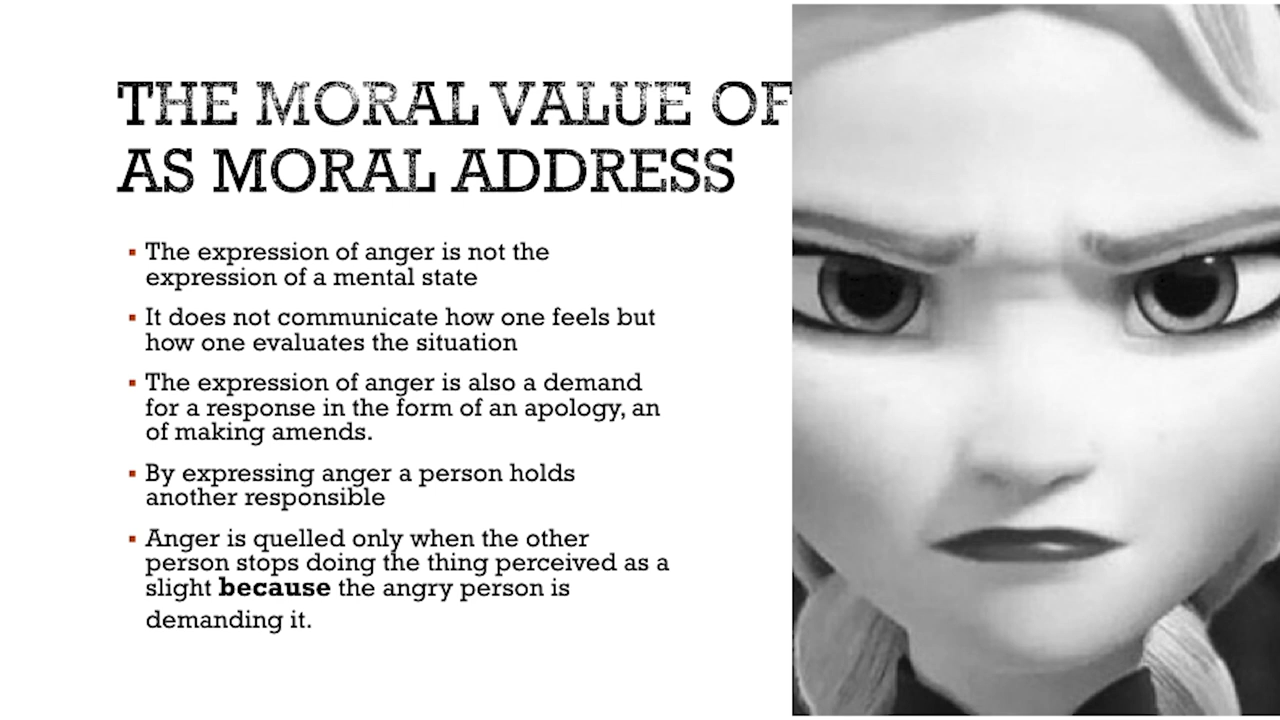 THE MORAL VALUE OF
AS MORAL ADDRESS
▪ The expression of anger is not the
expression of a mental state
▪ It does not communicate how one feels but
how one evaluates the situation
▪ The expression of anger is also a demand
for a response in the form of an apology, an
of making amends.
▪ By expressing anger a person holds
another responsible
▪ Anger is quelled only when the other
person stops doing the thing perceived as a
slight because the angry person is
demanding it.